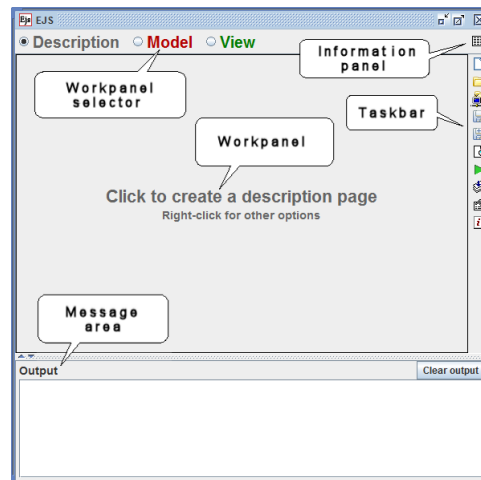 Ejs EJS
Description Model View
Information
panel
Workpanel
selector
Taskbar
Workpanel
Click to create a description page
Right-click for other options
Message
area
Output
Clear output